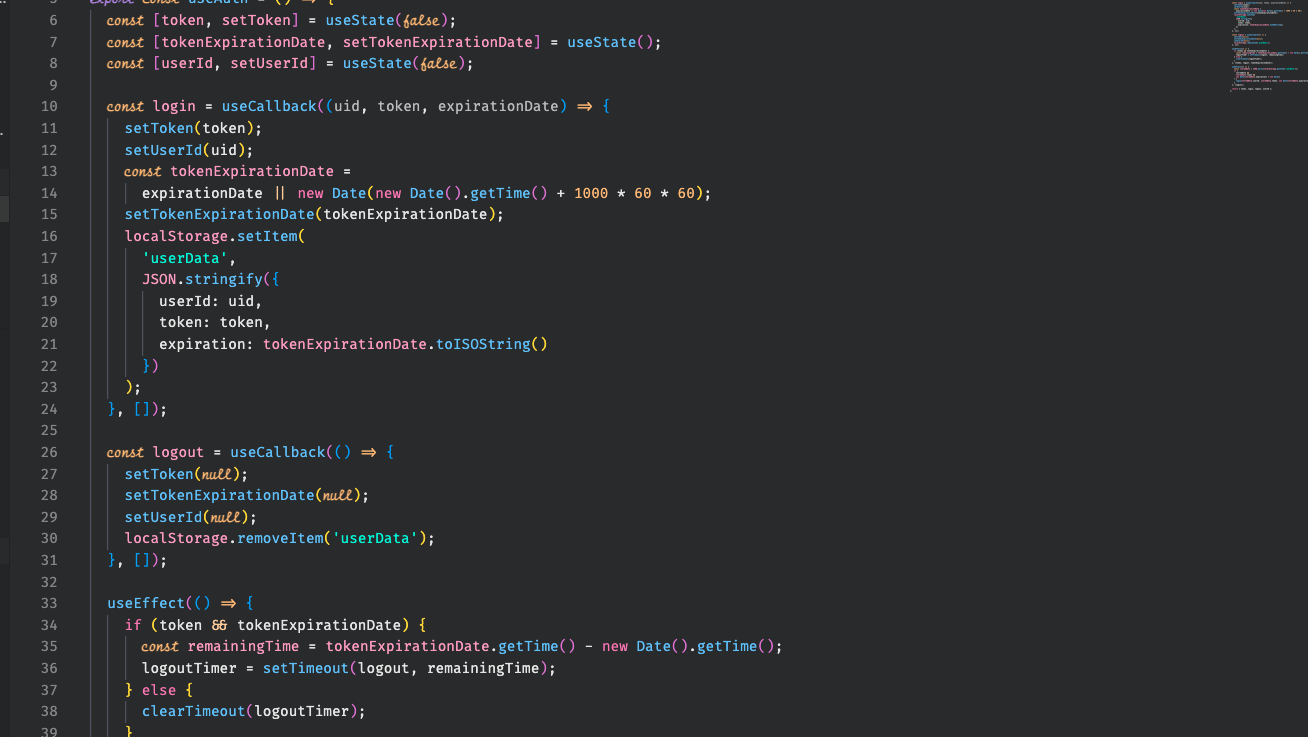 5 export const useAuth = () => {
6 const [token, setToken] = useState(false);
7 const [tokenExpirationDate, setTokenExpirationDate] = useState();
8 const [userId, setUserId] = useState(false);
9
10 const login = useCallback((uid, token, expirationDate) => {
11 setToken(token);
12 setUserId(uid);
13 const tokenExpirationDate =
14 expirationDate || new Date(new Date().getTime() + 1000 * 60 * 60);
15 setTokenExpirationDate(tokenExpirationDate);
16 localStorage.setItem(
17 'userData',
18 JSON.stringify({
19 userId: uid,
20 token: token,
21 expiration: tokenExpirationDate.toISOString()
22 })
23 );
24 }, []);
25
26 const logout = useCallback(() => {
27 setToken(null);
28 setTokenExpirationDate(null);
29 setUserId(null);
30 localStorage.removeItem('userData');
31 }, []);
32
33 useEffect(() => {
34 if (token && tokenExpirationDate) {
35 const remainingTime = tokenExpirationDate.getTime() - new Date().getTime();
36 logoutTimer = setTimeout(logout, remainingTime);
37 } else {
38 clearTimeout(logoutTimer);
39 }